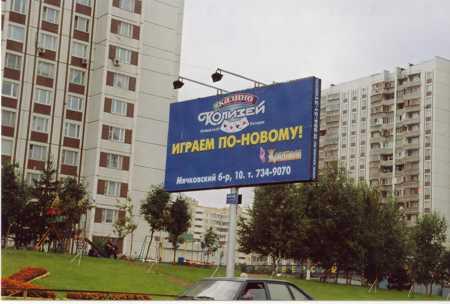 казино
Колизей
ИГРАЕМ ПО-НОВОМУ!
Мячковский б-р, 10. т. 734-9070